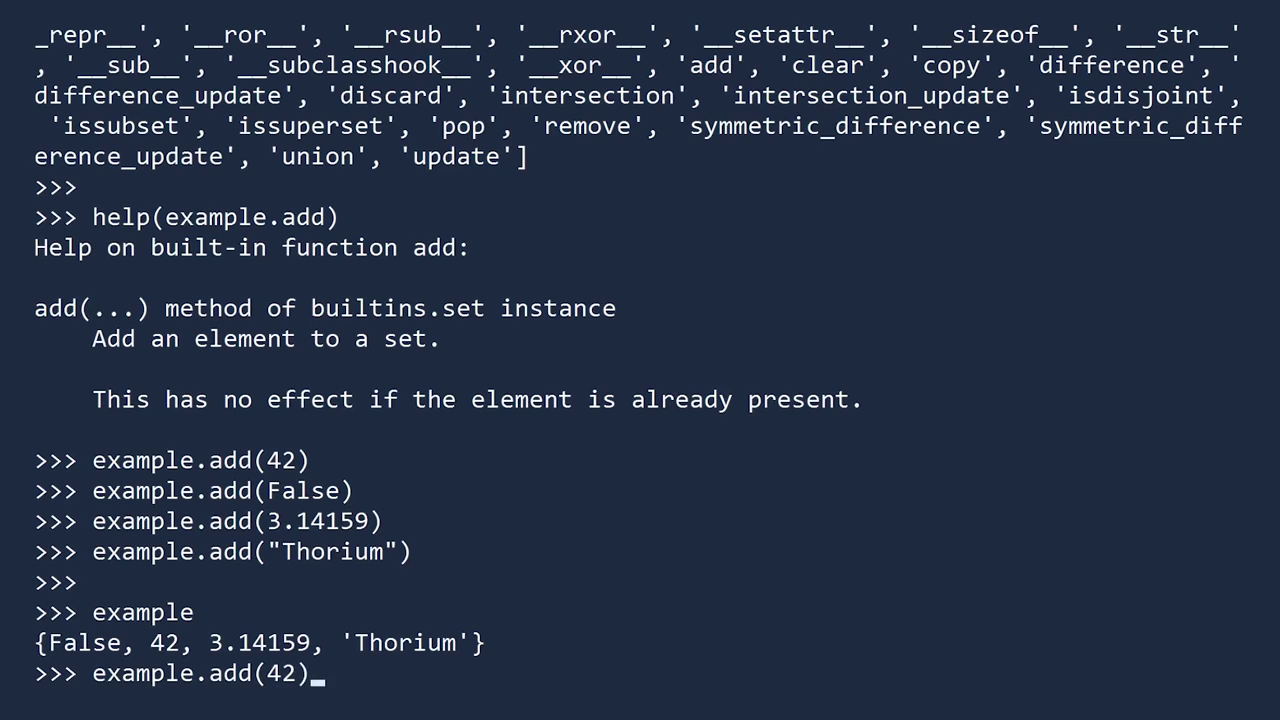 _repr__', '__ror__', '__rsub__', '__rxor__', '__setattr__', '__sizeof__', '__str__'
, '__sub__', '__subclasshook__', '__xor__', 'add', 'clear', 'copy', 'difference', '
difference_update', 'discard', 'intersection', 'intersection_update', 'isdisjoint',
 'issubset', 'issuperset', 'pop', 'remove', 'symmetric_difference', 'symmetric_diff
erence_update', 'union', 'update']
>>>
>>> help(example.add)
Help on built-in function add:

add(...) method of builtins.set instance
    Add an element to a set.

    This has no effect if the element is already present.

>>> example.add(42)
>>> example.add(False)
>>> example.add(3.14159)
>>> example.add("Thorium")
>>>
>>> example
{False, 42, 3.14159, 'Thorium'}
>>> example.add(42)